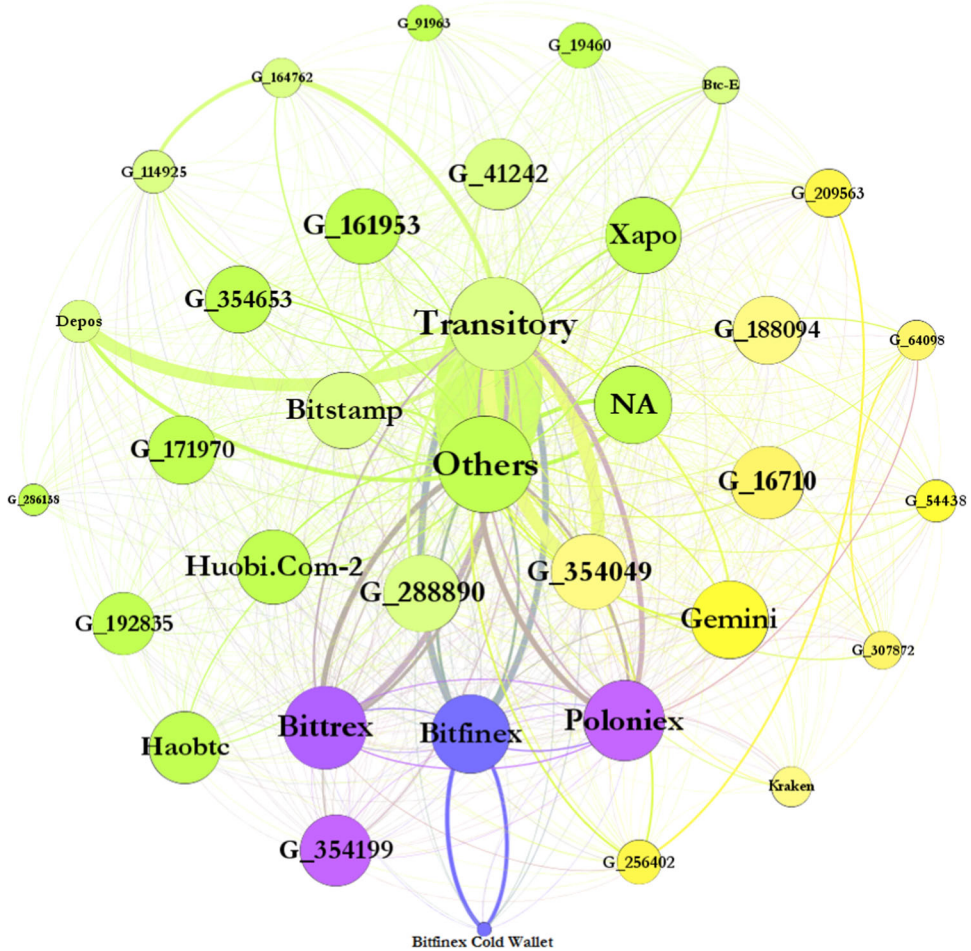 G_91963
G_19460
G_164762
Btc-E
G_114925
G_41242
G_209563
G_161953
Xapo
G_354653
Depos
Transitory
G_188094
G_64098
Bitstamp
NA
G_171970
Others
G_16710
G_286138
G_54438
Huobi.Com-2
G_354049
G_288890
G_192835
Gemini
G_307872
Bittrex
Bitfinex
Poloniex
Haobtc
Kraken
G_354199
G_256402
Bitfinex Cold Wallet